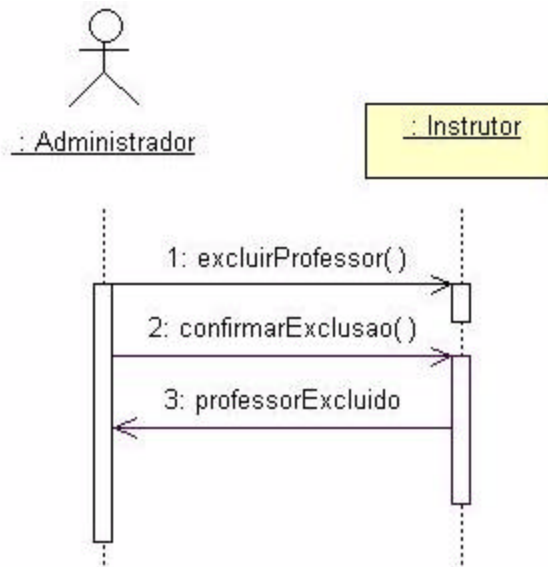 : Administrador
: Instrutor
1: excluirProfessor( )
2: confirmarExclusao( )
3: professorExcluido